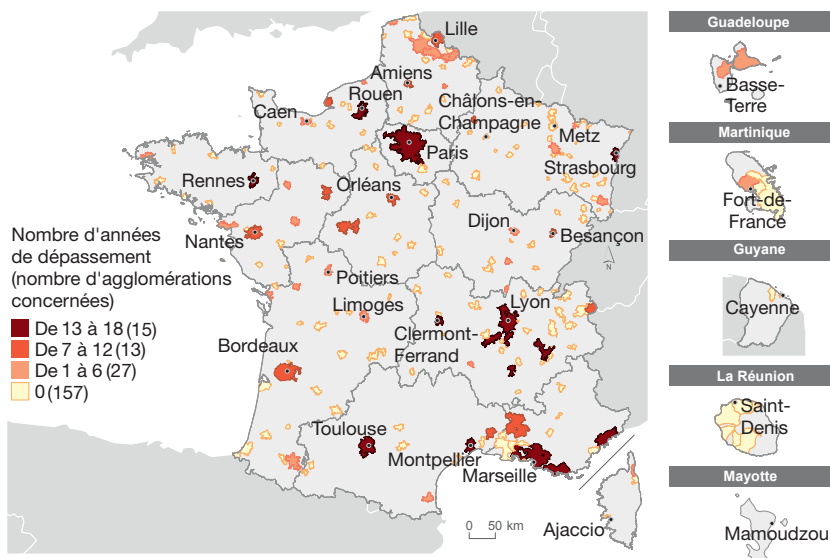 Lille
Amiens
Rouen
Caen
Châlons-en-
Champagne
Metz
Paris
Strasbourg
Rennes
Orléans
Nantes
Dijon
Besançon
N
Poitiers
Limoges
Lyon
Clermont-
Ferrand
Bordeaux
Toulouse
Montpellier
Marseille
Ajaccio
0 50 km
Nombre d'années
de dépassement
(nombre d'agglomérations
concernées)
De 13 à 18 (15)
De 7 à 12 (13)
De 1 à 6 (27)
0 (157)
Guadeloupe
Basse-
Terre
Martinique
Fort-de-
France
Guyane
Cayenne
La Réunion
Saint-
Denis
Mayotte
Mamoudzou